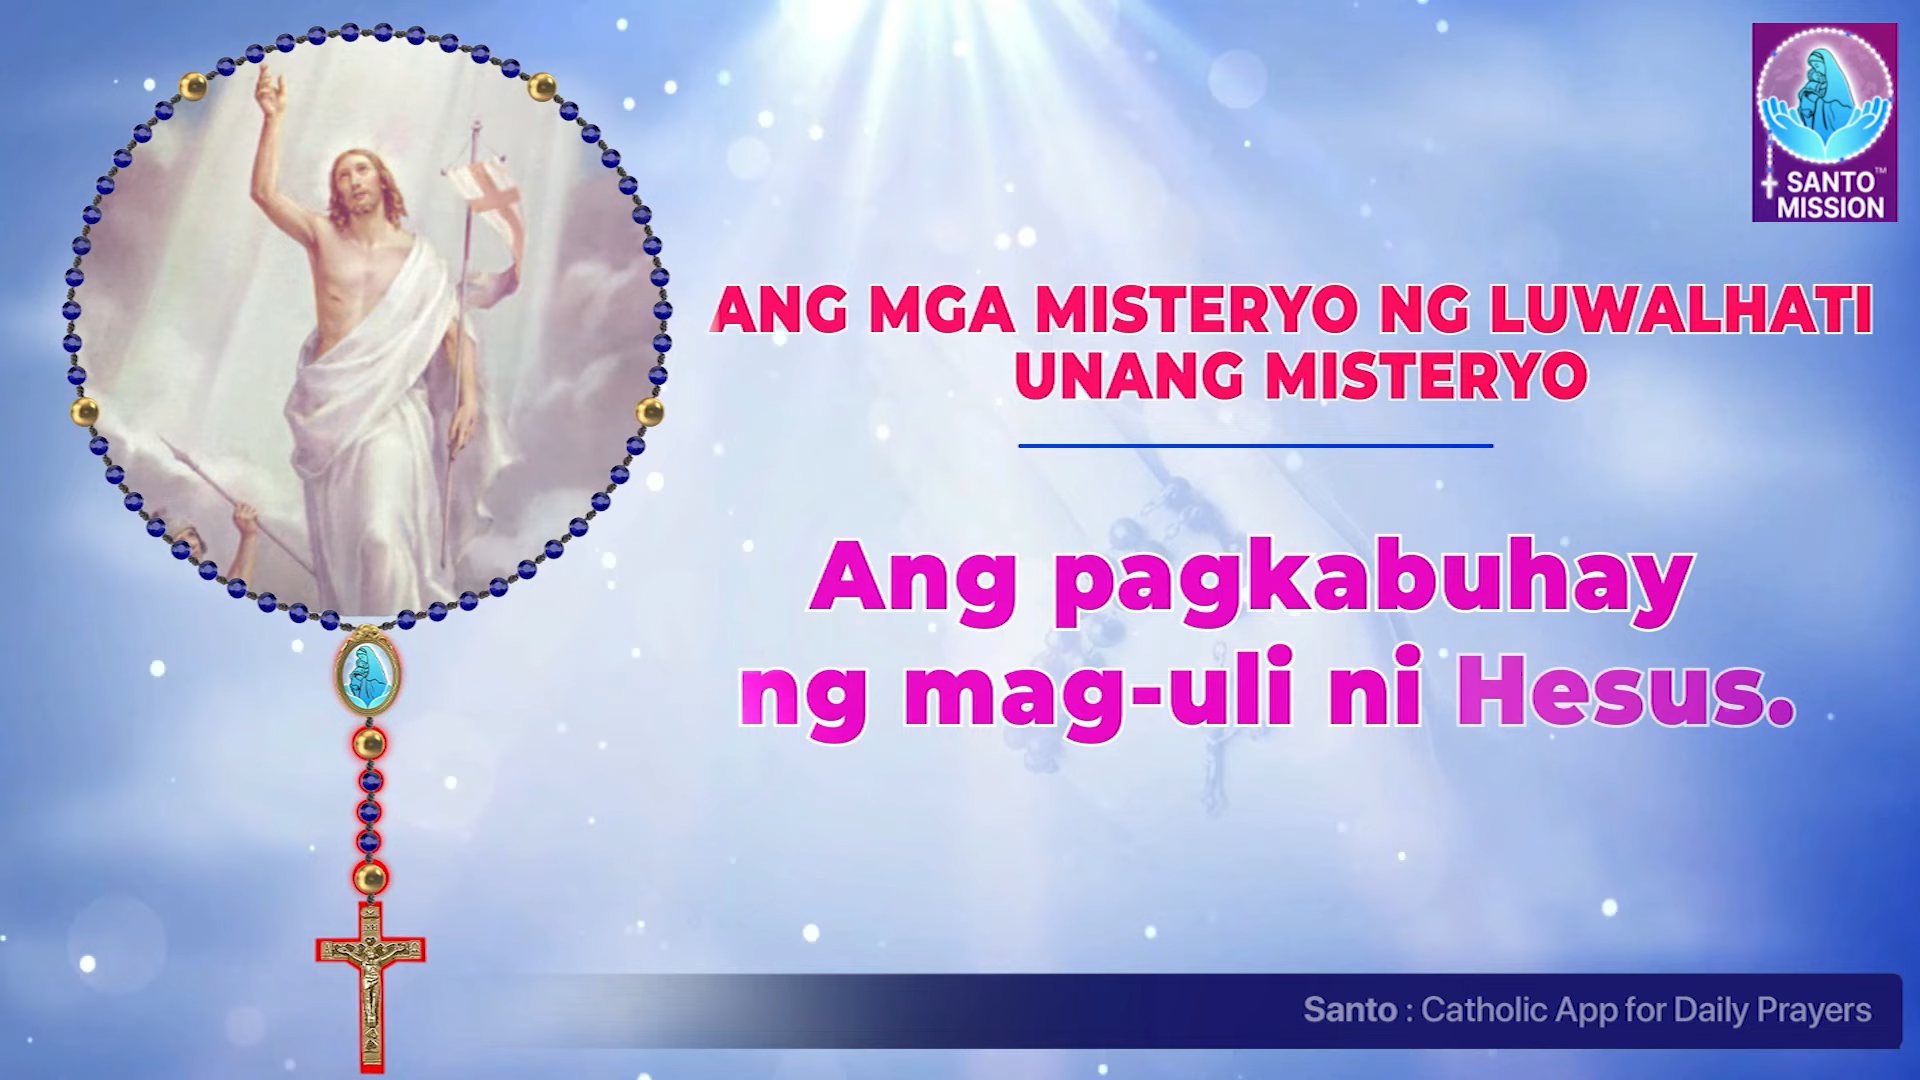 SANTO™
MISSION
ANG MGA MISTERYO NG LUWALHATI
UNANG MISTERYO
Ang pagkabuhay
ng mag-uli ni Hesus.
Santo : Catholic App for Daily Prayers